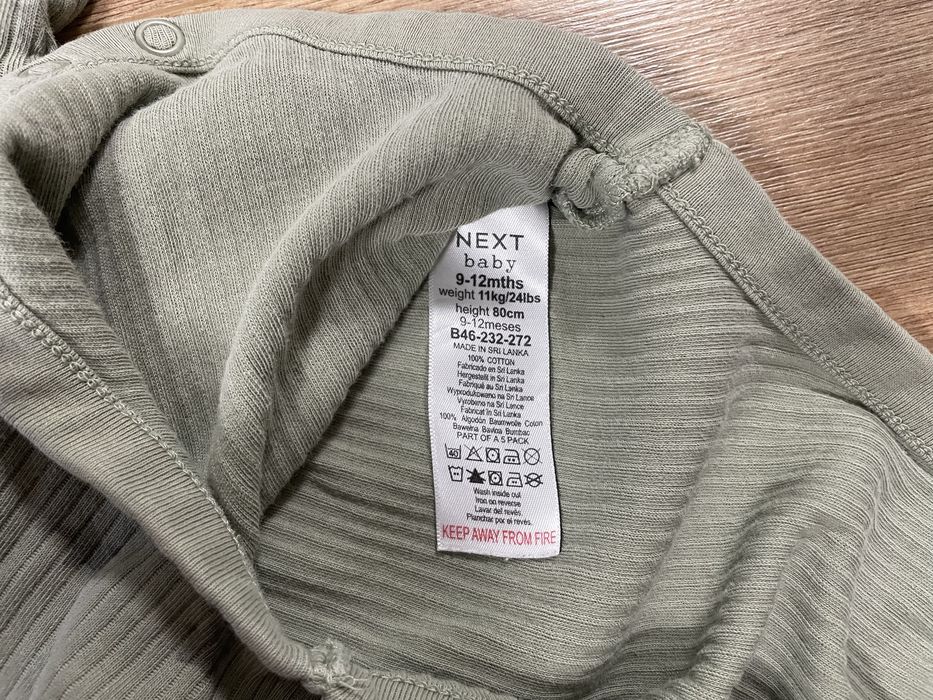 NEXT
baby
9-12mths
weight 11kg/24lbs
height 80cm
9-12meses
B46-232-272
MADE IN SRI LANKA
100% COTTON
Fabricado en Sri Lanka
Hergestellt in Sri Lanka
Fabriqué au Sri Lanka
Wyprodukowano na Sri Lance
Vyrobeno na Sri Lance
Fabricat în Sri Lanka
100% Algodón Baumwolle Coton
Bawełna Bavlna Bumbac
PART OF A 5 PACK
40
Wash inside out
Iron on reverse
Lavar del revés.
Planchar por el revés.
KEEP AWAY FROM FIRE